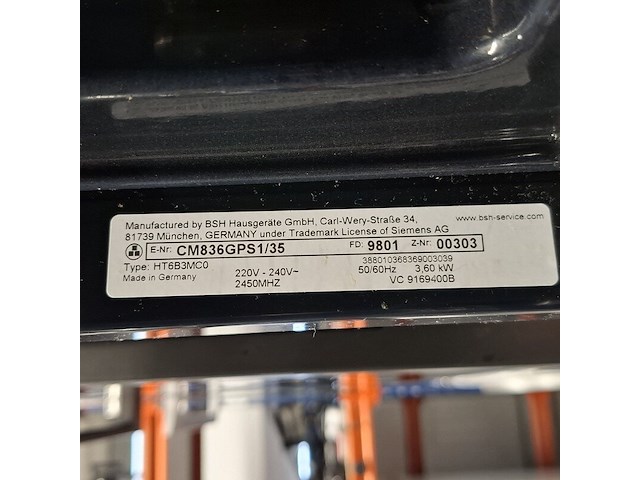 Manufactured by BSH Hausgeräte GmbH, Carl-Wery-Straße 34, www.bsh-service.com
81739 München, GERMANY under Trademark License of Siemens AG
E-Nr: CM836GPS1/35 FD: 9801 Z-Nr: 00303
388010368369003039
Type: HT6B3MC0 220V - 240V~ 50/60Hz 3,60 kW
Made in Germany 2450MHZ VC 9169400B